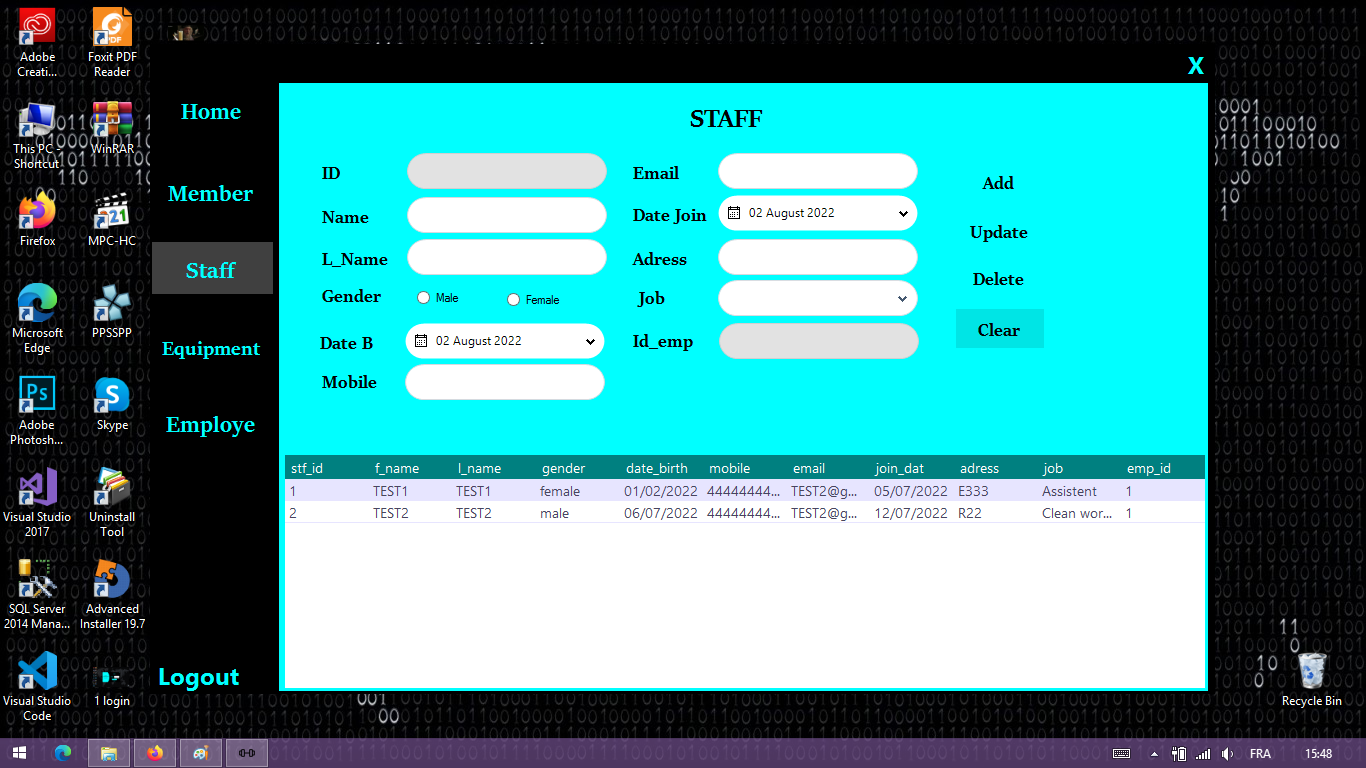 Adobe
Creati...
Foxit PDF
Reader
This PC -
Shortcut
WinRAR
Firefox
MPC-HC
Microsoft
Edge
PPSSPP
Adobe
Photosh...
Skype
Visual Studio
2017
Uninstall
Tool
SQL Server
2014 Mana...
Advanced
Installer 19.7
Visual Studio
Code
1 login
Recycle Bin
X
Home
Member
Staff
Equipment
Employe
Logout
STAFF
ID
Name
L_Name
Gender
Male
Female
Date B
02 August 2022
Mobile
Email
Date Join
02 August 2022
Adress
Job
Id_emp
Add
Update
Delete
Clear
stf_id f_name l_name gender date_birth mobile email join_dat adress job emp_id
1 TEST1 TEST1 female 01/02/2022 44444444... TEST2@g... 05/07/2022 E333 Assistent 1
2 TEST2 TEST2 male 06/07/2022 44444444... TEST2@g... 12/07/2022 R22 Clean wor... 1
FRA
15:48